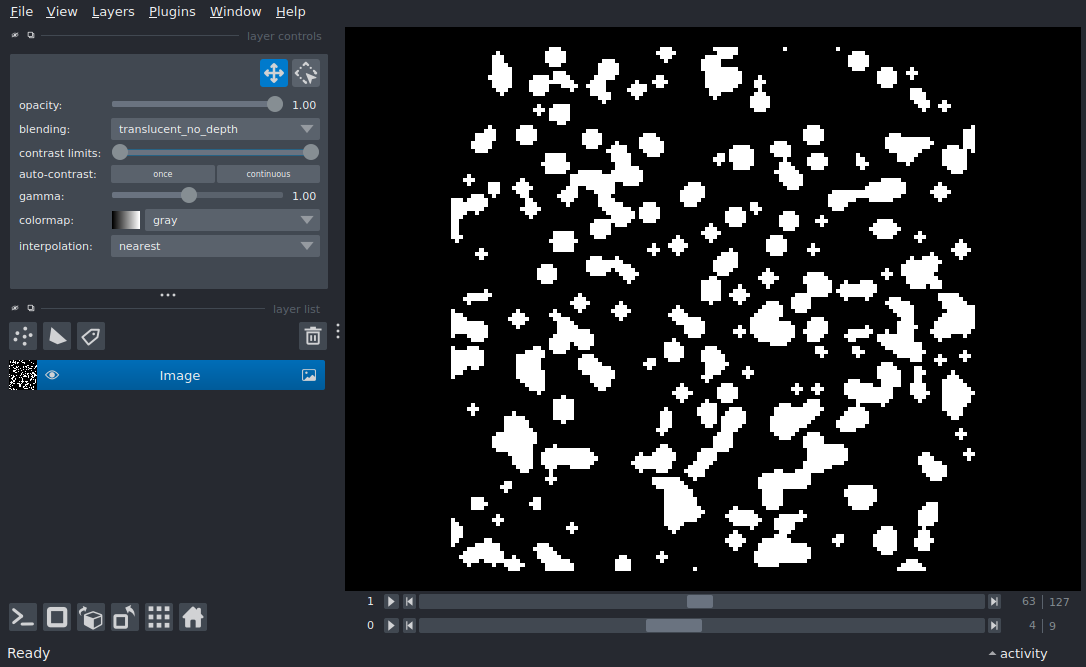 File View Layers Plugins Window Help
layer controls
opacity: 1.00
blending: translucent_no_depth
contrast limits:
auto-contrast: once continuous
gamma: 1.00
colormap: gray
interpolation: nearest
layer list
Image
1 63 127
0 4 9
Ready activity